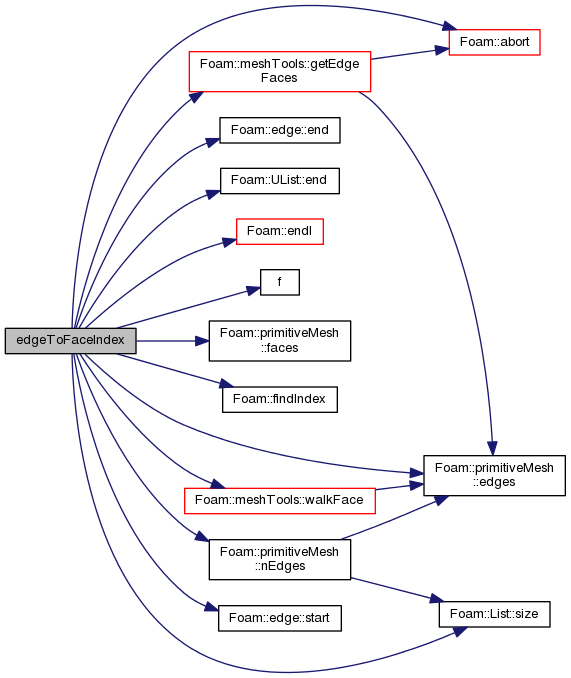 Foam::abort
Foam::meshTools::getEdge
Faces
Foam::edge::end
Foam::UList::end
Foam::endl
f
edgeToFaceIndex
Foam::primitiveMesh
::faces
Foam::findIndex
Foam::primitiveMesh
::edges
Foam::meshTools::walkFace
Foam::primitiveMesh
::nEdges
Foam::edge::start
Foam::List::size